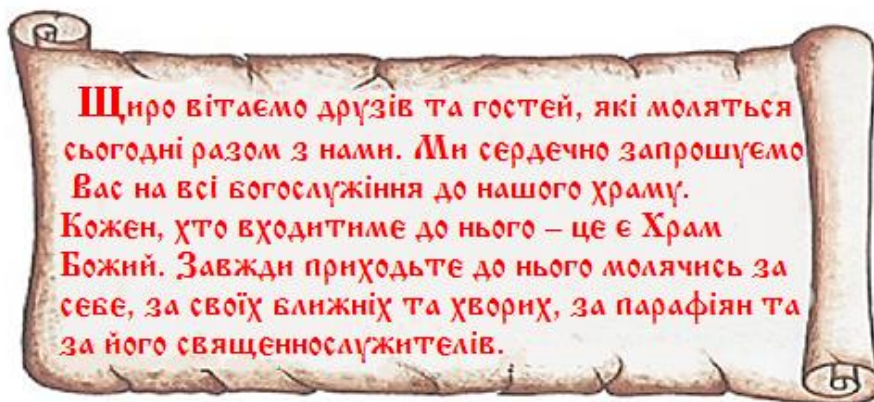 Щиро вітаємо друзів та гостей, які моляться
сьогодні разом з нами. Ми сердечно запрошуємо
Вас на всі богослужіння до нашого храму.
Кожен, хто входитиме до нього – це є Храм
Божий. Завжди приходьте до нього молячись за
себе, за своїх ближніх та хворих, за парафіян та
за його священнослужителів.